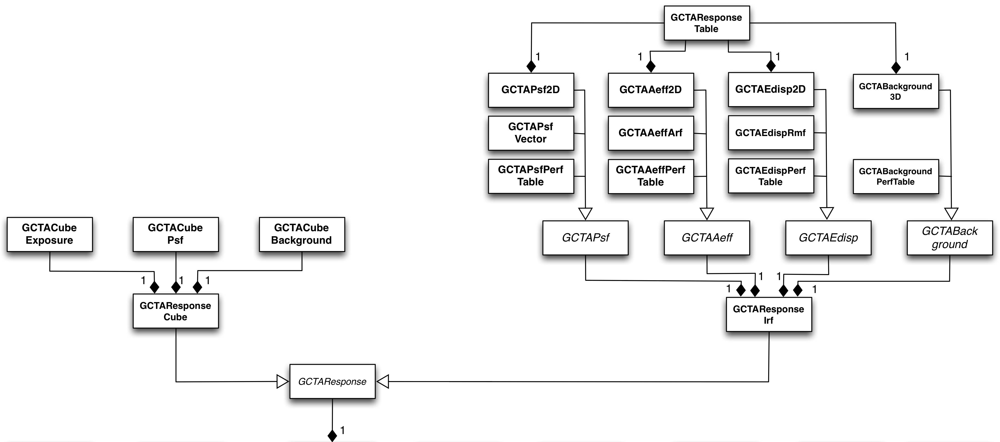 GCTAResponse
Table
1
1
1
1
GCTAPsf2D
GCTAAeff2D
GCTAEdisp2D
GCTABackground
3D
GCTAPsf
Vector
GCTAAeffArf
GCTAEdispRmf
GCTAPsfPerf
Table
GCTAAeffPerf
Table
GCTAEdispPerf
Table
GCTABackground
PerfTable
GCTACube
Exposure
GCTACube
Psf
GCTACube
Background
GCTAPsf
GCTAAeff
GCTAEdisp
GCTABack
ground
1
1
1
1
1
1
1
GCTAResponse
Cube
GCTAResponse
Irf
GCTAResponse
1